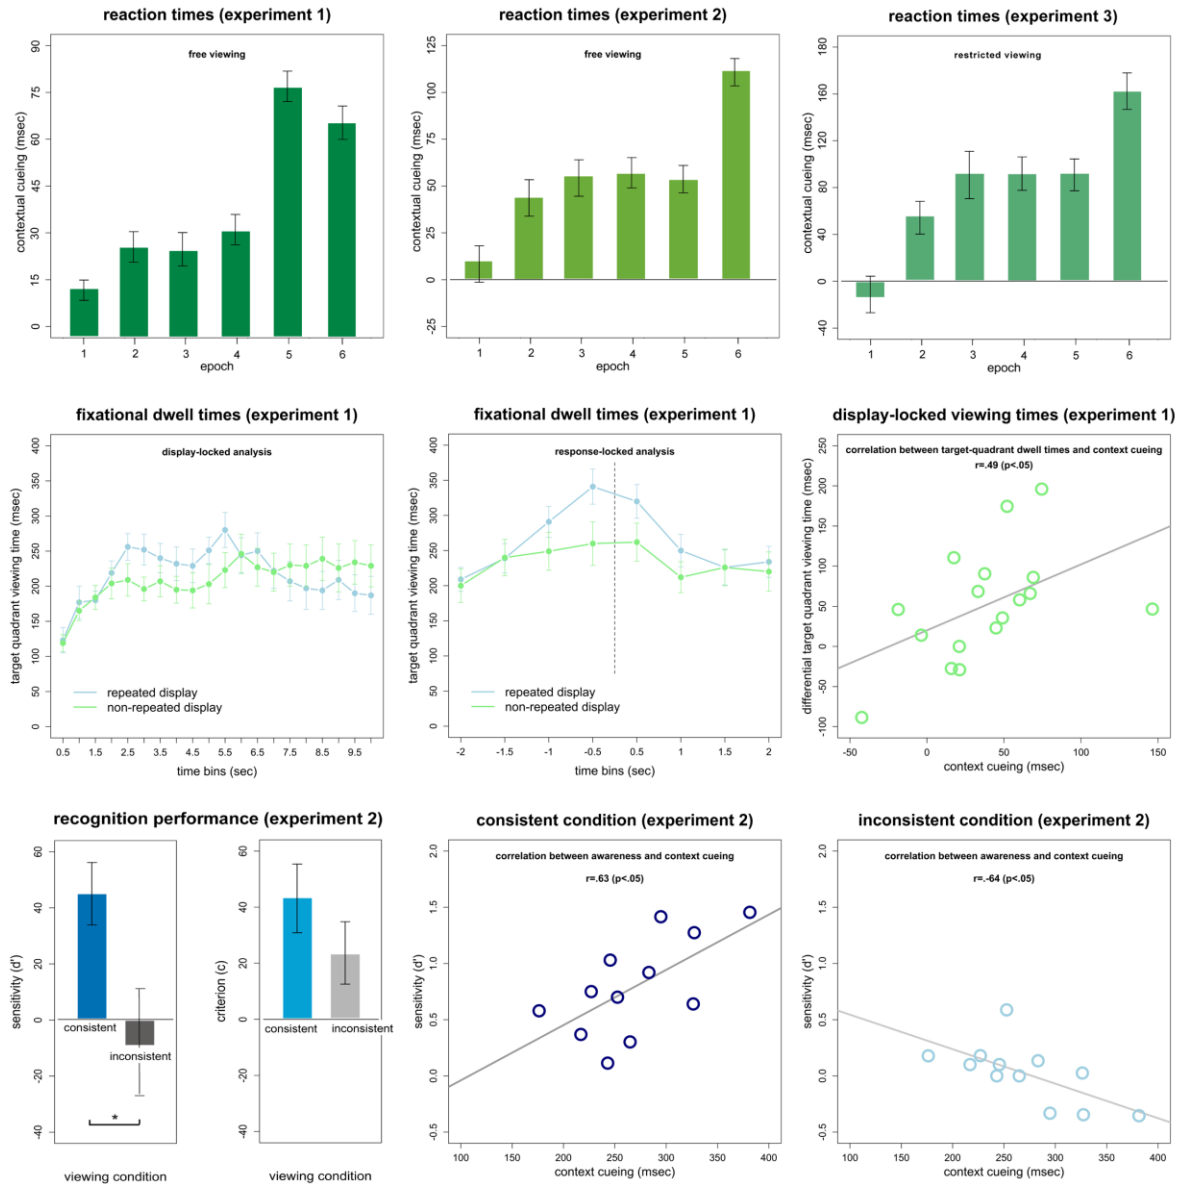 reaction times (experiment 1)
free viewing
contextual cueing (msec)
90
75
60
45
30
15
0
1 2 3 4 5 6
epoch
reaction times (experiment 2)
free viewing
contextual cueing (msec)
125
100
75
50
25
0
-25
1 2 3 4 5 6
epoch
reaction times (experiment 3)
restricted viewing
contextual cueing (msec)
180
160
120
80
40
0
-40
1 2 3 4 5 6
epoch
fixational dwell times (experiment 1)
display-locked analysis
target quadrant viewing time (msec)
400
350
300
250
200
150
100
50
0
repeated display
non-repeated display
0.5 1.5 2.5 3.5 4.5 5.5 6.5 7.5 8.5 9.5
time bins (sec)
fixational dwell times (experiment 1)
response-locked analysis
target quadrant viewing time (msec)
400
350
300
250
200
150
100
50
0
repeated display
non-repeated display
-2 -1.5 -1 -0.5 0.5 1 1.5 2
time bins (sec)
display-locked viewing times (experiment 1)
correlation between target-quadrant dwell times and context cueing
r=.49 (p<.05)
differential target quadrant viewing time (msec)
250
200
150
100
50
0
-50
-100
-50 0 50 100 150
context cueing (msec)
recognition performance (experiment 2)
sensitivity (d')
60
40
20
0
-20
-40
consistent
inconsistent
*
viewing condition
criterion (c)
60
40
20
0
-20
-40
consistent inconsistent
viewing condition
consistent condition (experiment 2)
correlation between awareness and context cueing
r=.63 (p<.05)
sensitivity (d')
2.0
1.5
1.0
0.5
0.0
-0.5
100 150 200 250 300 350 400
context cueing (msec)
inconsistent condition (experiment 2)
correlation between awareness and context cueing
r=.-64 (p<.05)
sensitivity (d')
2.0
1.5
1.0
0.5
0.0
-0.5
100 150 200 250 300 350 400
context cueing (msec)